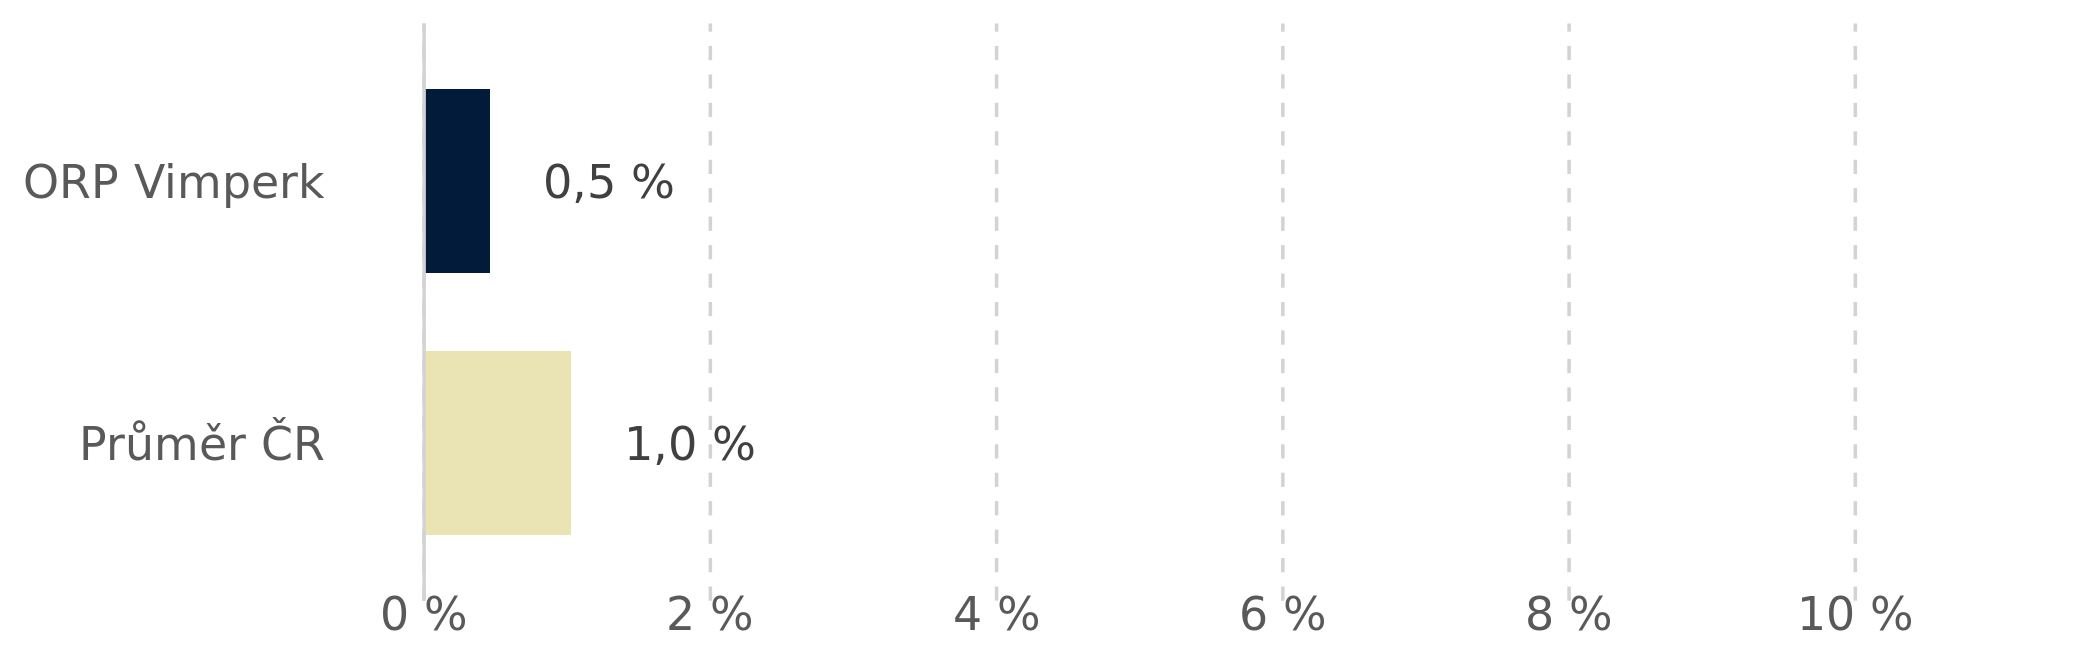 ORP Vimperk 0,5 %
Průměr ČR 1,0 %
0 % 2 % 4 % 6 % 8 % 10 %